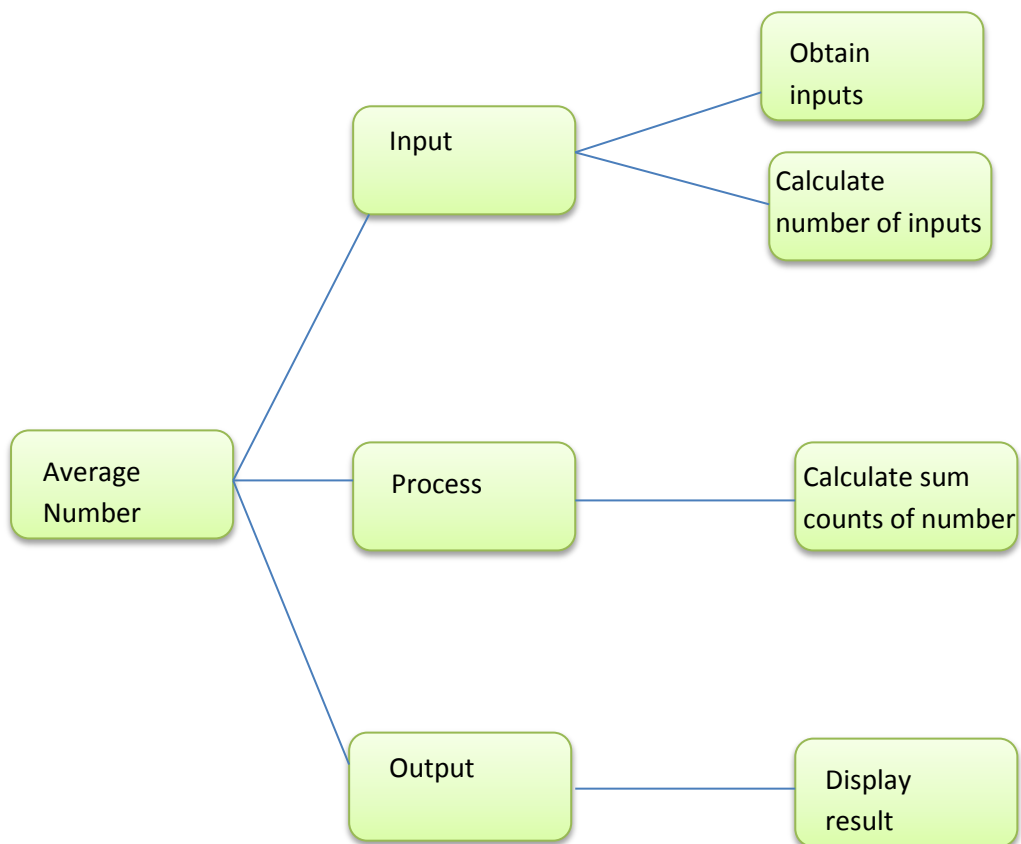 Obtain
inputs
Input
Calculate
number of inputs
Average
Number
Process
Calculate sum
counts of number
Output
Display
result